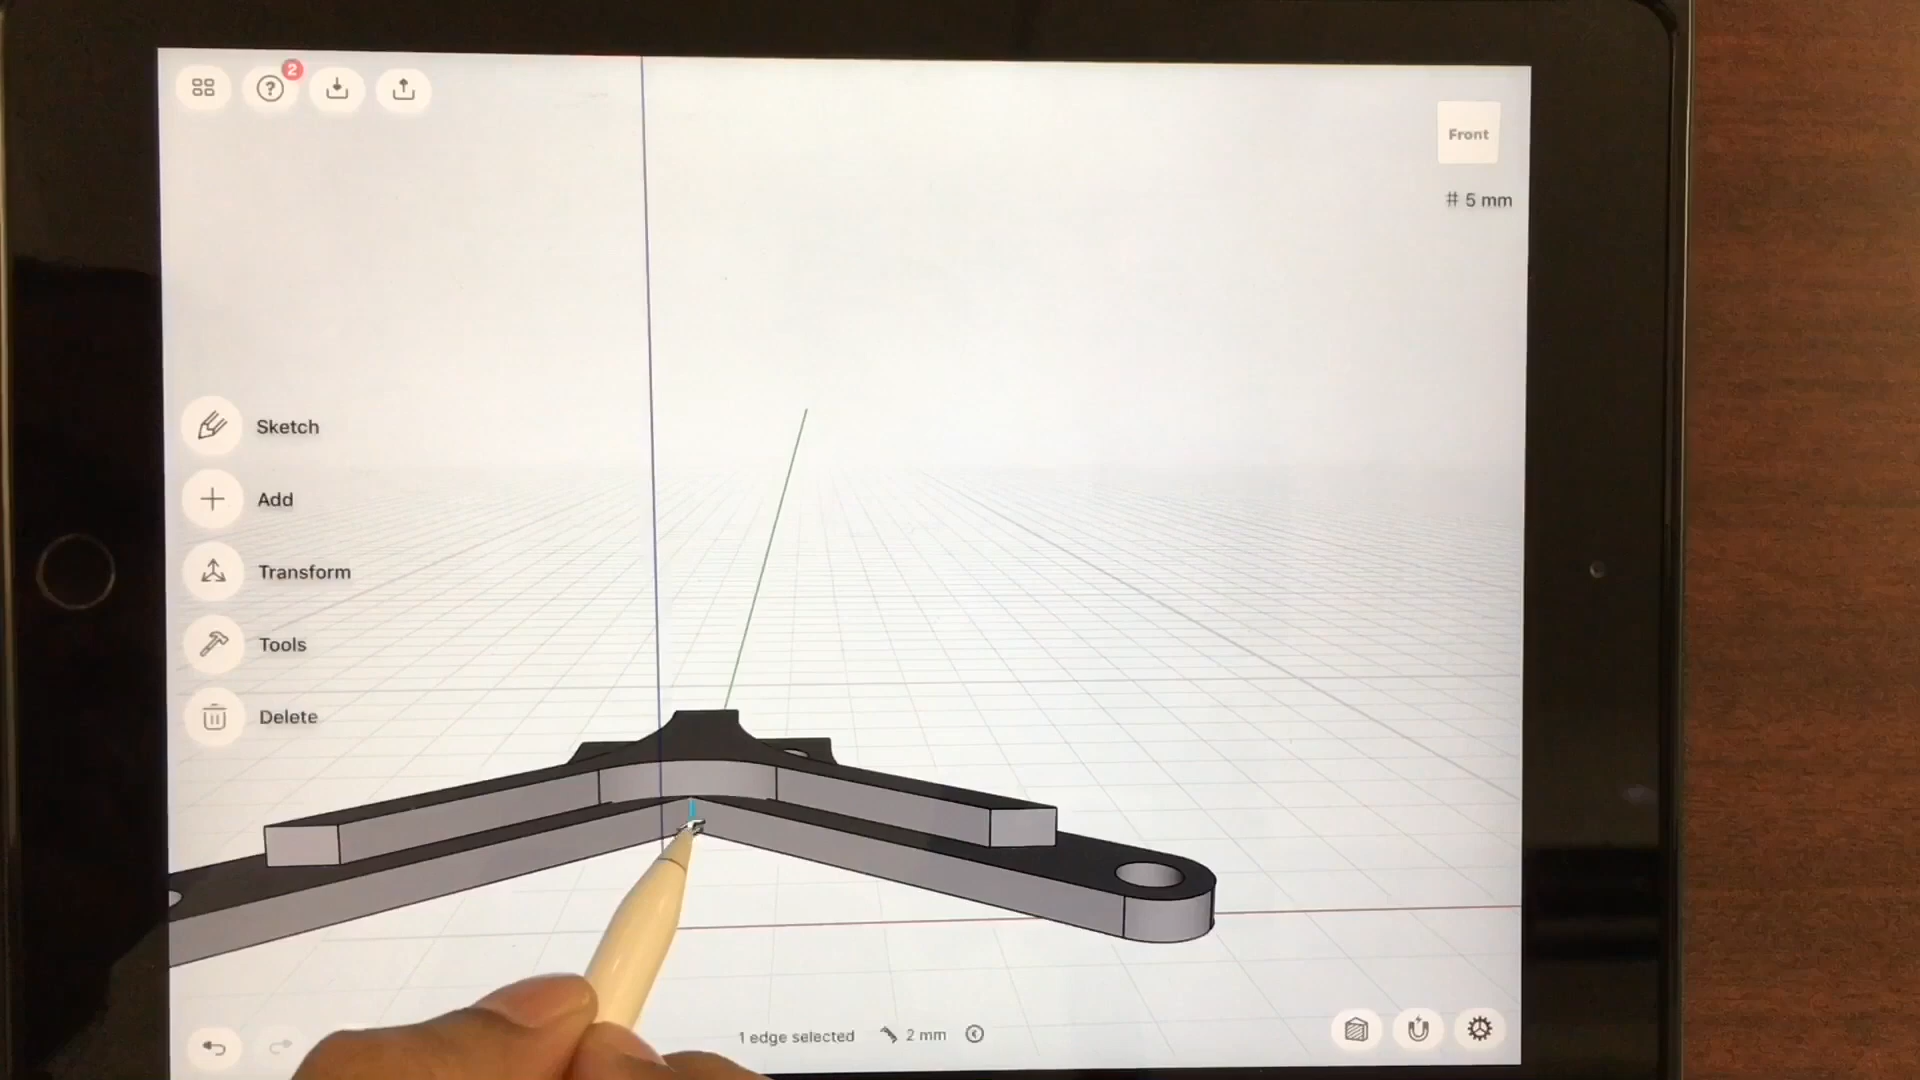 ?
2
Front
# 5 mm
Sketch
Add
Transform
Tools
Delete
1 edge selected 2 mm